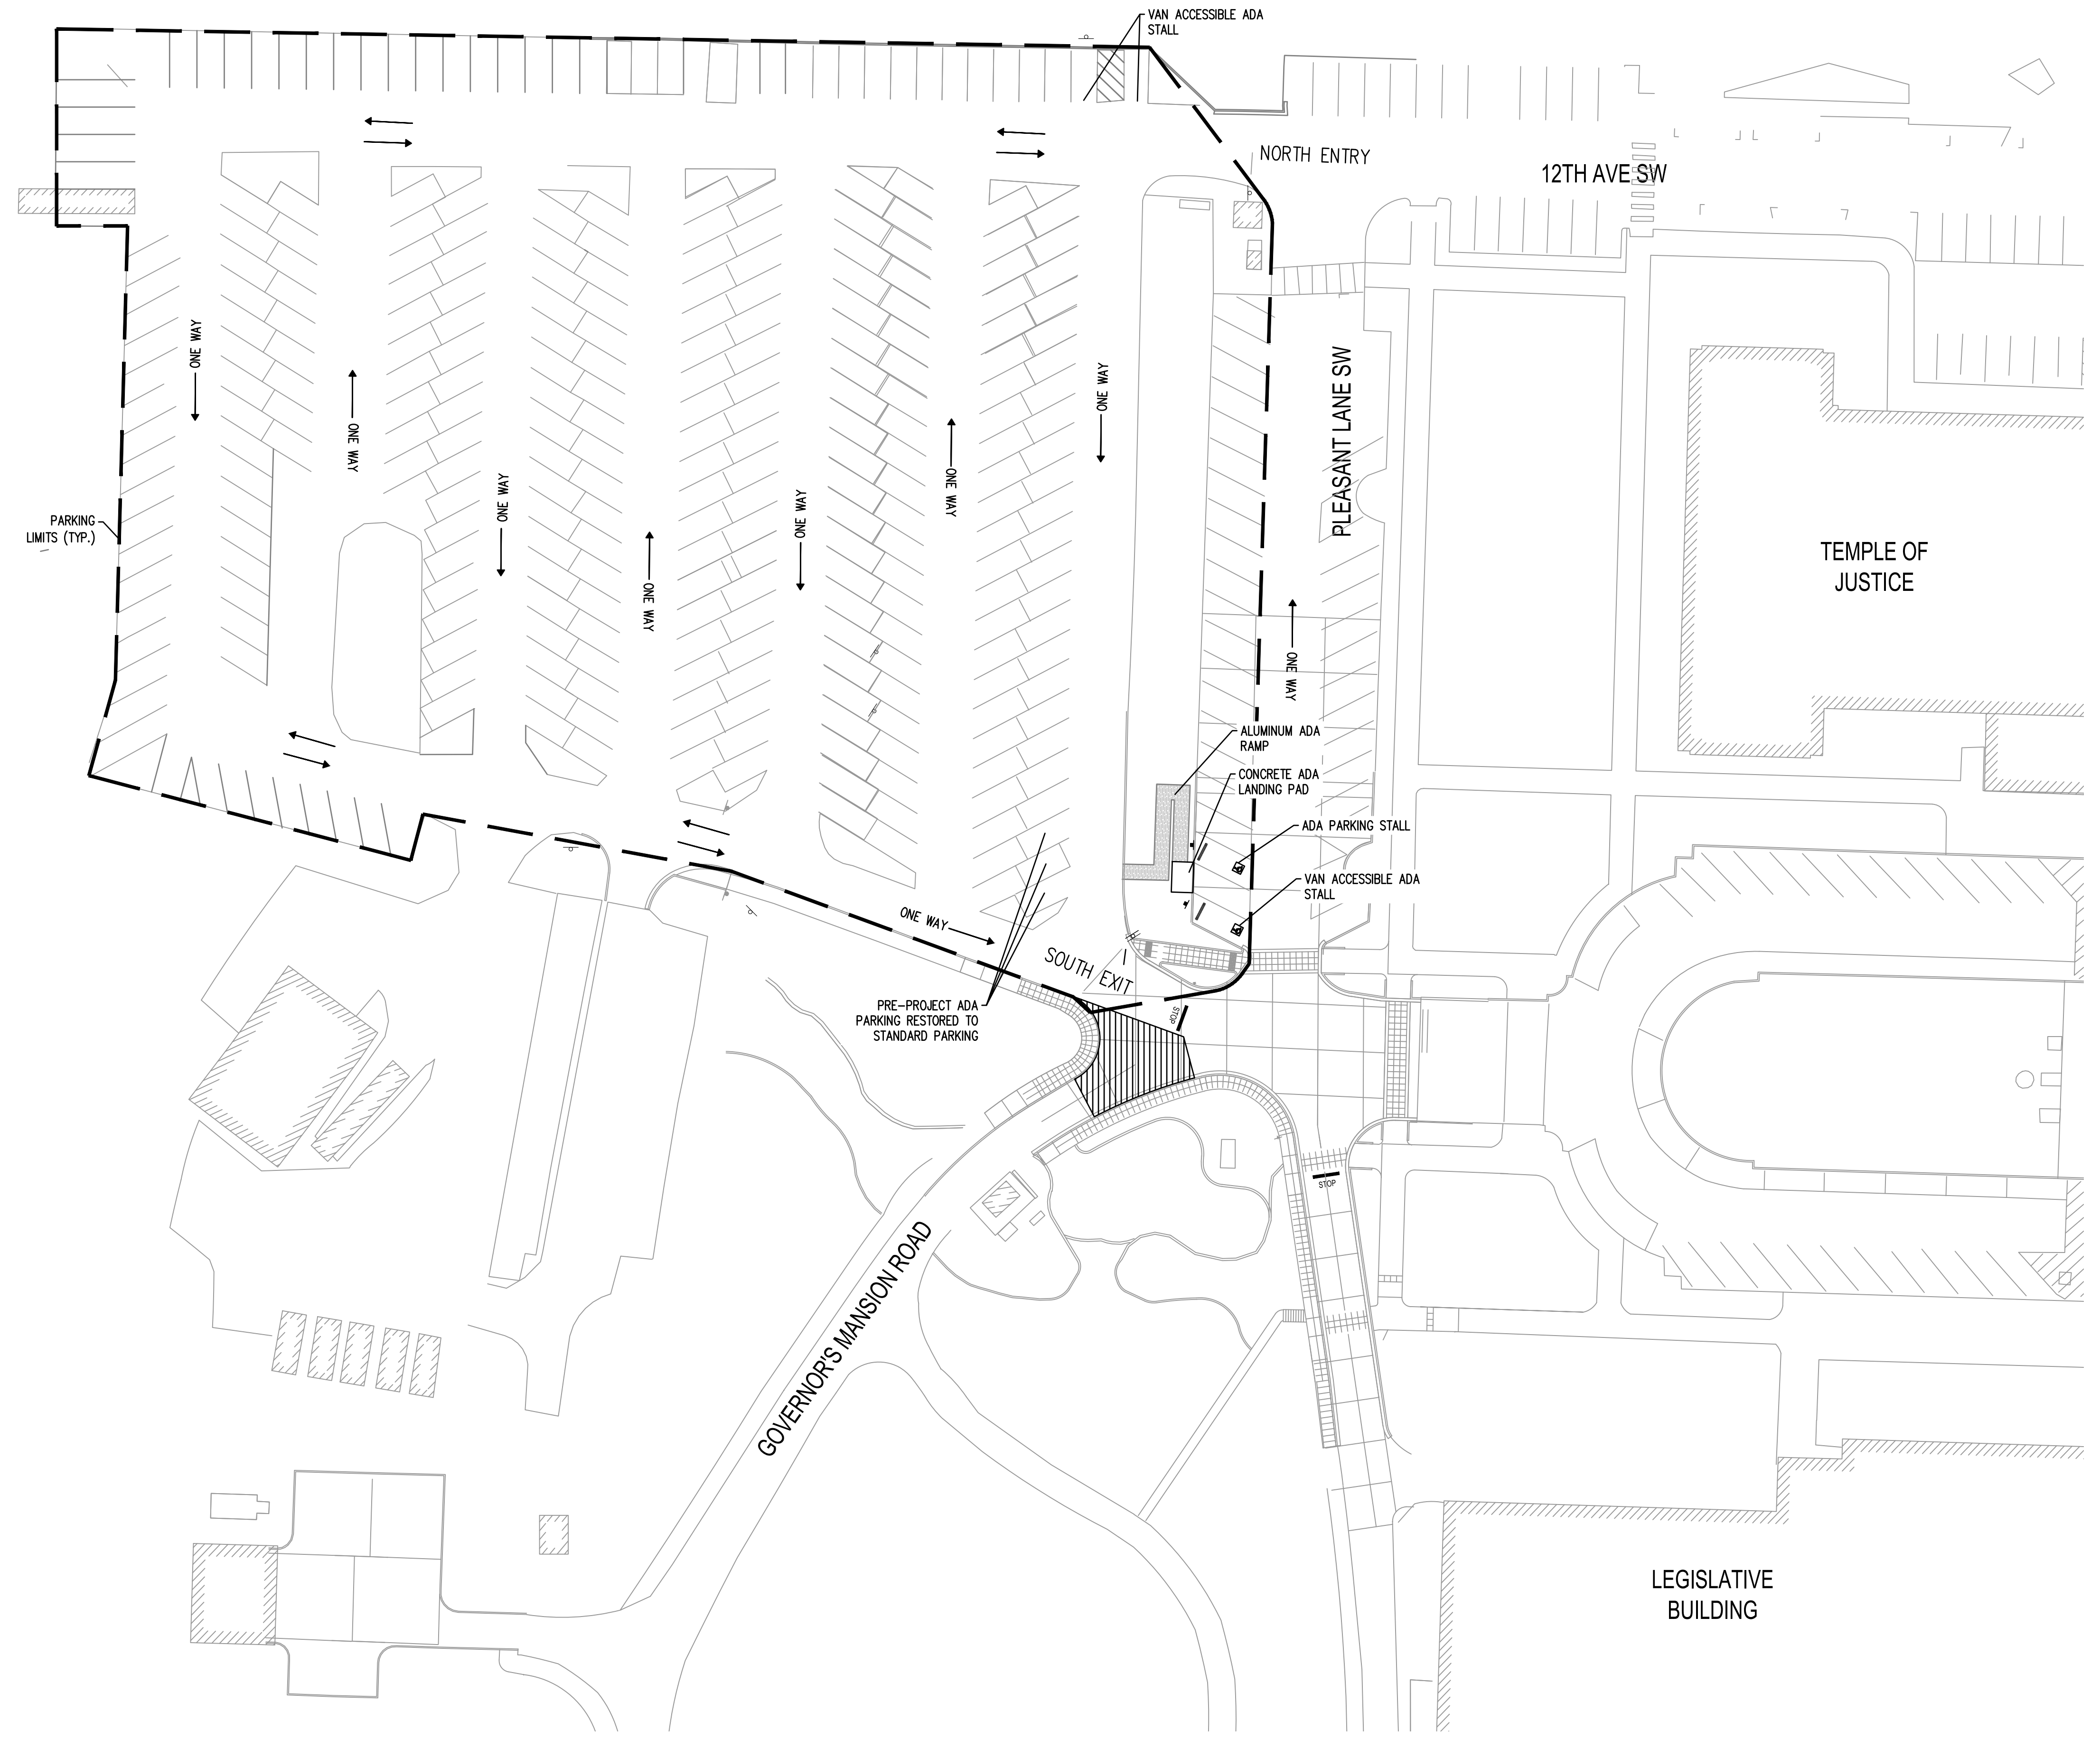 VAN ACCESSIBLE ADA
STALL
NORTH ENTRY
12TH AVE SW
ONE WAY
ONE WAY
ONE WAY
ONE WAY
ONE WAY
ONE WAY
ONE WAY
PLEASANT LANE SW
ONE WAY
PARKING
LIMITS (TYP.)
TEMPLE OF
JUSTICE
ALUMINUM ADA
RAMP
CONCRETE ADA
LANDING PAD
ADA PARKING STALL
VAN ACCESSIBLE ADA
STALL
ONE WAY
SOUTH EXIT
PRE-PROJECT ADA
PARKING RESTORED TO
STANDARD PARKING
STOP
STOP
GOVERNOR'S MANSION ROAD
LEGISLATIVE
BUILDING